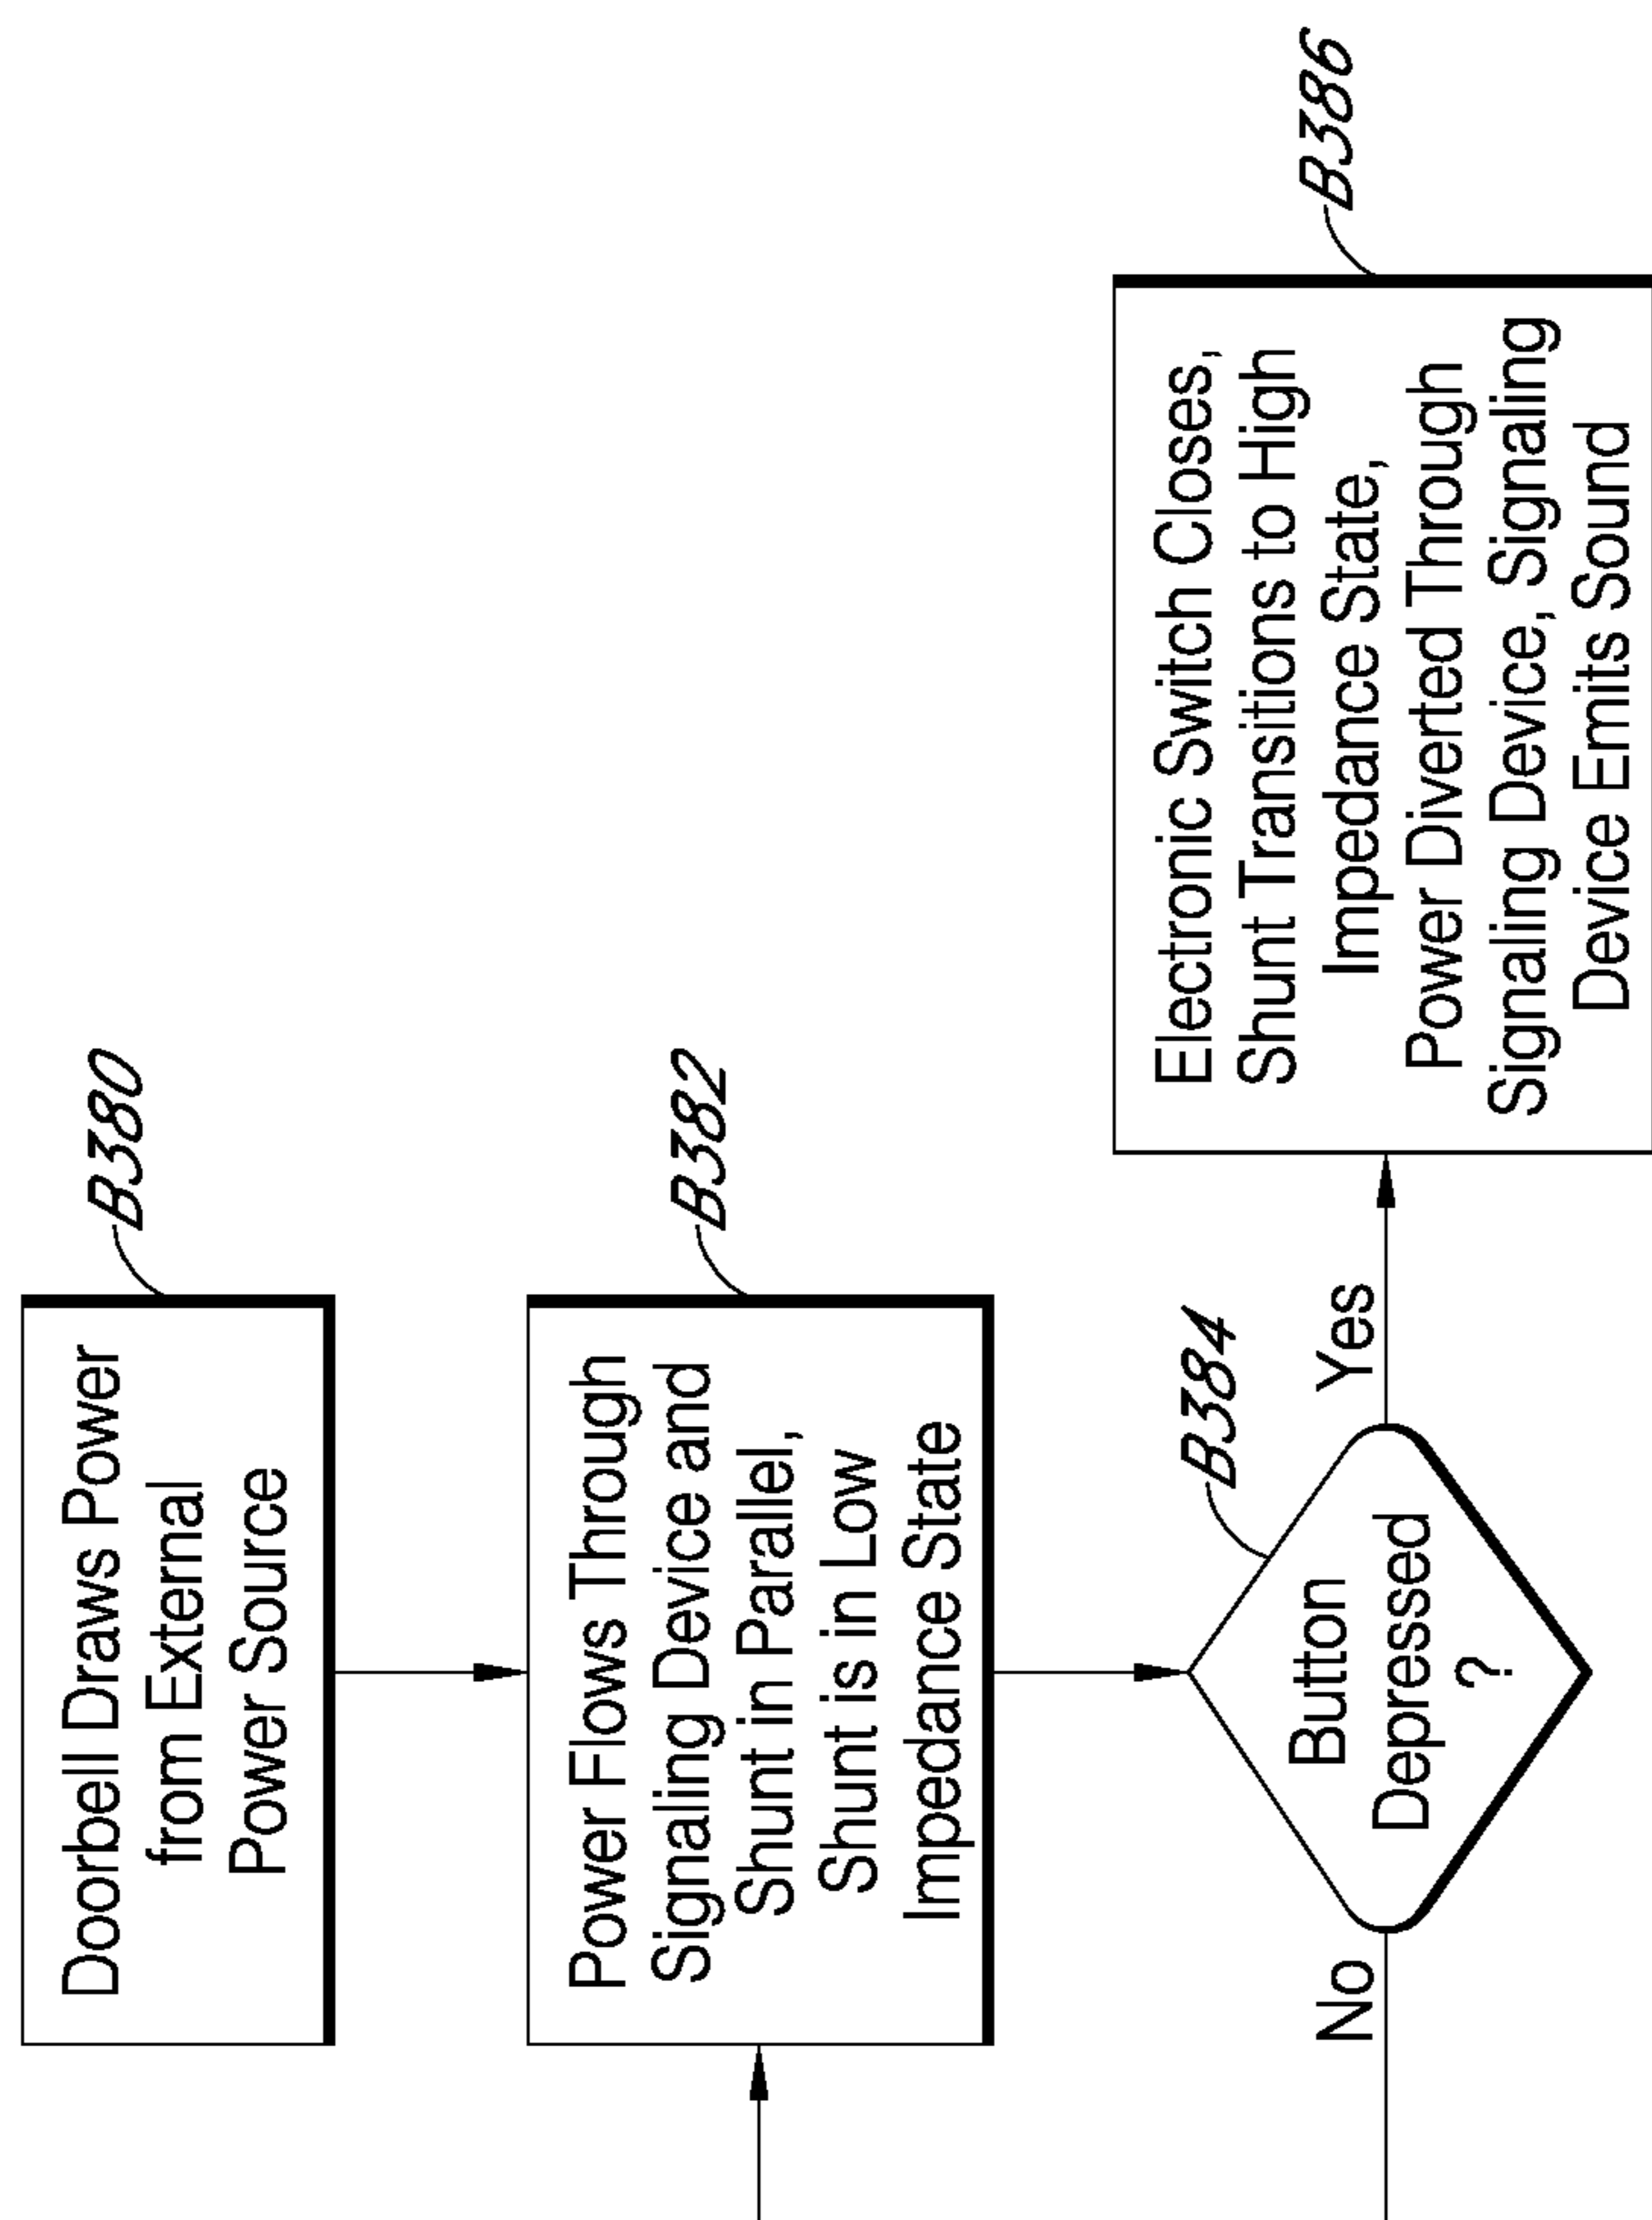 B380
Doorbell Draws Power
from External
Power Source
B382
Power Flows Through
Signaling Device and
Shunt in Parallel,
Shunt is in Low
Impedance State
B384
Button
Depressed
?
No
Yes
B386
Electronic Switch Closes,
Shunt Transitions to High
Impedance State,
Power Diverted Through
Signaling Device, Signaling
Device Emits Sound